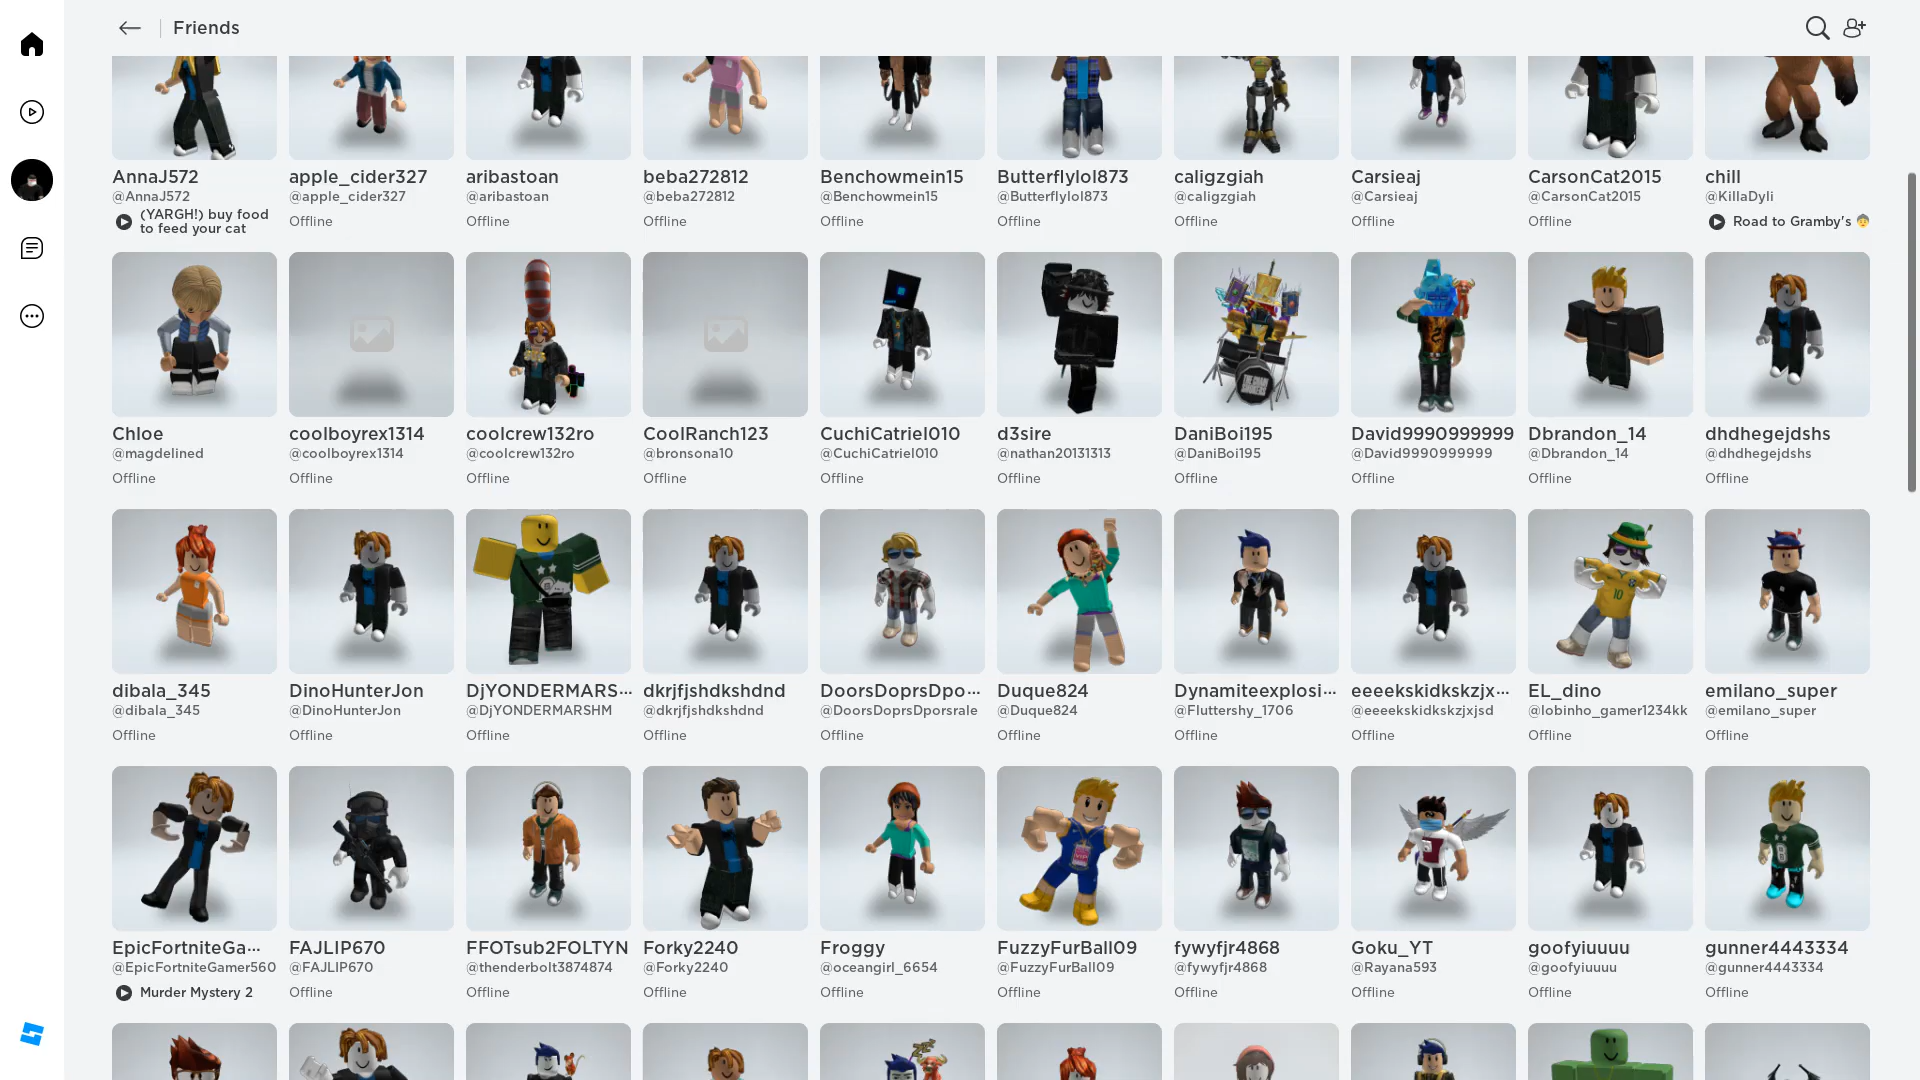 Friends
AnnaJ572
@AnnaJ572
(YARGH!) buy food
to feed your cat
apple_cider327
@apple_cider327
Offline
aribastoan
@aribastoan
Offline
beba272812
@beba272812
Offline
Benchowmein15
@Benchowmein15
Offline
Butterflylol873
@Butterflylol873
Offline
caligzgiah
@caligzgiah
Offline
Carsieaj
@Carsieaj
Offline
CarsonCat2015
@CarsonCat2015
Offline
chill
@KillaDyli
Road to Gramby's 👵
Chloe
@magdelined
Offline
coolboyrex1314
@coolboyrex1314
Offline
coolcrew132ro
@coolcrew132ro
Offline
CoolRanch123
@bronsona10
Offline
CuchiCatriel010
@CuchiCatriel010
Offline
d3sire
@nathan20131313
Offline
DaniBoi195
@DaniBoi195
Offline
David9990999999
@David9990999999
Offline
Dbrandon_14
@Dbrandon_14
Offline
dhdhegejdshs
@dhdhegejdshs
Offline
dibala_345
@dibala_345
Offline
DinoHunterJon
@DinoHunterJon
Offline
DjYONDERMARS...
@DjYONDERMARSHM
Offline
dkrjfjshdkshdnd
@dkrjfjshdkshdnd
Offline
DoorsDoprsDpo...
@DoorsDoprsDporsrale
Offline
Duque824
@Duque824
Offline
Dynamiteexplosi...
@Fluttershy_1706
Offline
eeeekskidkskzjx...
@eeeekskidkskzjxjsd
Offline
EL_dino
@lobinho_gamer1234kk
Offline
emilano_super
@emilano_super
Offline
EpicFortniteGa...
@EpicFortniteGamer560
Murder Mystery 2
FAJLIP670
@FAJLIP670
Offline
FFOTsub2FOLTYN
@thenderbolt3874874
Offline
Forky2240
@Forky2240
Offline
Froggy
@oceangirl_6654
Offline
FuzzyFurBall09
@FuzzyFurBall09
Offline
fywyfjr4868
@fywyfjr4868
Offline
Goku_YT
@Rayana593
Offline
goofyiuuuu
@goofyiuuuu
Offline
gunner4443334
@gunner4443334
Offline